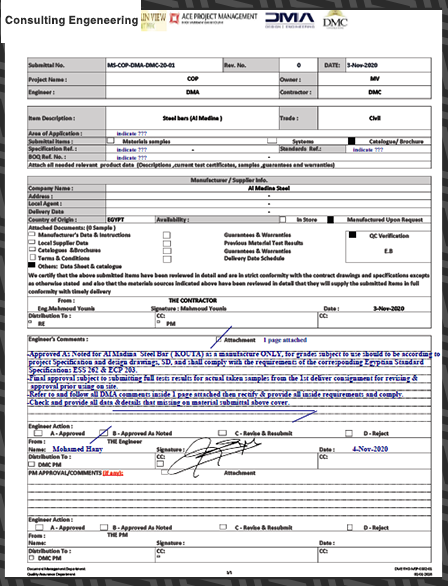 Consulting Engeneering
IN VIEW
ACE PROJECT MANAGEMENT
DMA
DMC
Submittal No. MS-COP-DMA-DMC-20-01 Rev. No. 0 DATE: 3-Nov-2020
Project Name : COP Owner : MV
Engineer : DMA Contractor : DMC
Item Description : Steel bars (Al Madina ) Trade : Civil
Area of Application : indicate ???
Submittal Items : Materials samples Systems Catalogue/ Brochure
Specification Ref. : indicate ??? - Standards Ref.: indicate ???
BOQ Ref. No. : indicate ??? -
Attach all needed relevant product data (Descriptions ,current test certificates, samples ,guarantees and warranties)
Manufacturer / Supplier Info.
Company Name : Al Madina Steel
Address : -
Local Agent : -
Delivery Data -
Country of Origin : EGYPT Availability : In Store Manufactured Upon Request
Attached Documents: (0 Sample )
Manufacturer's Data & Instructions Guarantees & Warranties QC Verification
Local Supplier Data Previous Material Test Results
Catalogues &Brochures Guarantees & Warranties E.B
Terms & Conditions Delivery Date Schedule
Others: Data Sheet & catalogue
We certify that the above submitted items have been reviewed in detail and are in strict conformity with the contract drawings and specifications except
as otherwise stated and also that the materials sources indicated above have been reviewed in detail that they will supply the submitted items in full
conformity with timely delivery
From : THE CONTRACTOR
Eng.Mahmoud Younis Signature : Mahmoud Younis Date : 3-Nov-2020
Distribution To: CC: CC:
RE PM
Engineer's Comments : Attachment 1 page attached
-Approved As Noted for Al Madina Steel Bar ( KOUTA) as a manufacture ONLY, for grades subject to use should to be according to
project Specification and design drawings, SD, and shall comply with the requirements of the corresponding Egyptian Standard
Specifications ESS 262 & ECP 203.
-Final approval subject to submitting full tests results for actual taken samples from the 1st deliver consignment for revising &
approval prior using on site.
-Refer to and follow all DMA comments inside 1 page attached then rectify & provide all inside requirements and comply.
-Check and provide all data & details that missing on material submittal above cover.
Engineer Action :
A - Approved B - Approved As Noted C - Revise & Resubmit D - Reject
From : THE Engineer
Name: Mohamed Hany Signature : Date : 4-Nov-2020
Distribution To: CC: CC:
DMC PM
PM APPROVAL/COMMENTS (if any): Attachment
Engineer Action :
A - Approved B - Approved As Noted C - Revise & Resubmit D - Reject
From : THE PM
Name: Signature : Date :
Distribution To: CC: CC:
DMC PM
Document Management Department
Quality Assurance Department 1/1